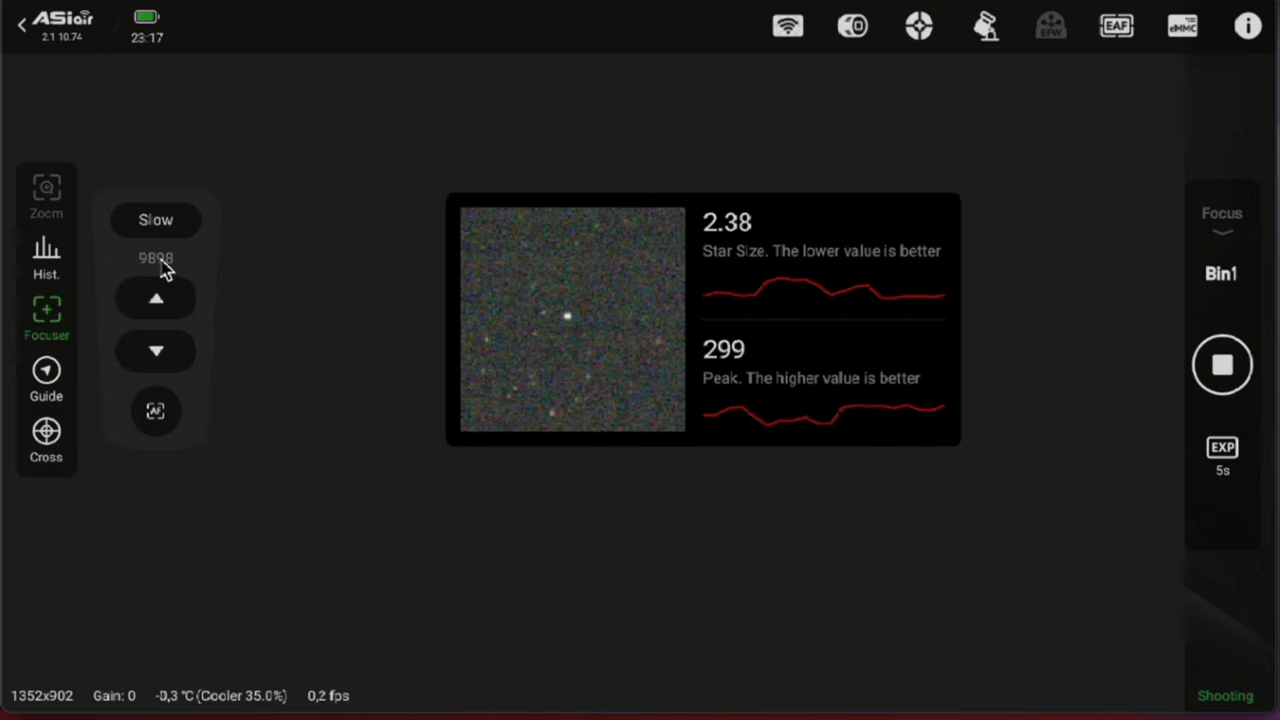 ASiair
2.1 10.74
23:17
EFW
EAF
eMMC
Zoom
Hist.
Focuser
Guide
Cross
Slow
9898
AF
2.38
Star Size. The lower value is better
299
Peak. The higher value is better
Focus
Bin1
EXP
5s
1352x902 Gain: 0 -0,3 °C (Cooler 35.0%) 0,2 fps
Shooting